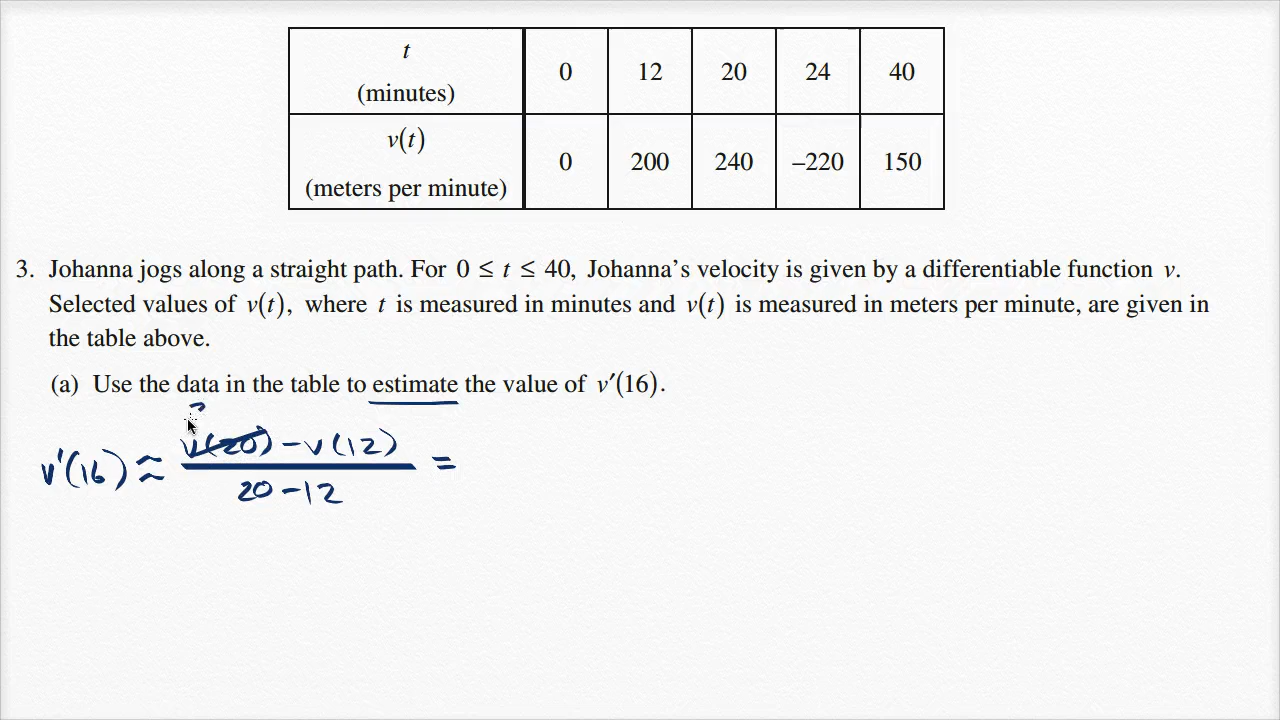 t 0 12 20 24 40
(minutes)
v(t) 0 200 240 –220 150
(meters per minute)
3. Johanna jogs along a straight path. For 0 ≤ t ≤ 40, Johanna’s velocity is given by a differentiable function v.
Selected values of v(t), where t is measured in minutes and v(t) is measured in meters per minute, are given in
the table above.
(a) Use the data in the table to estimate the value of v′(16).
v'(16) ≈ v(20) - v(12) =
20 - 12